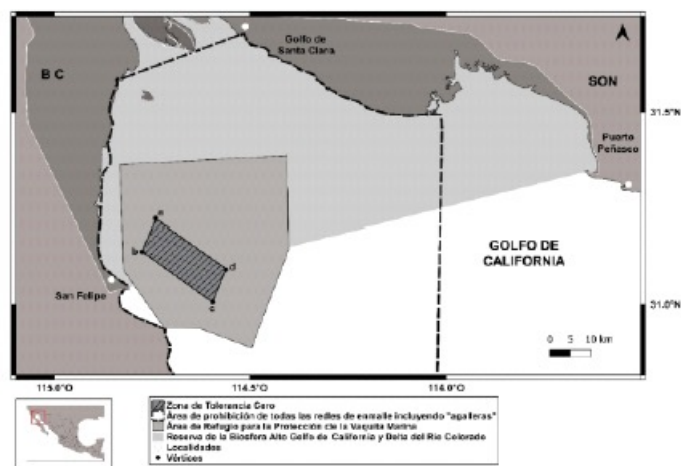 Golfo de
Santa Clara
B C
SON
31.5°N
Puerto
Peñasco
a
b
d
c
GOLFO DE
CALIFORNIA
San Felipe
31.0°N
0 5 10 km
115.0°O
114.5°O
114.0°O
Zona de Tolerancia Cero
Área de prohibición de todas las redes de enmalle incluyendo "agalleras"
Área de Refugio para la Protección de la Vaquita Marina
Reserva de la Biosfera Alto Golfo de California y Delta del Río Colorado
Localidades
Vértices